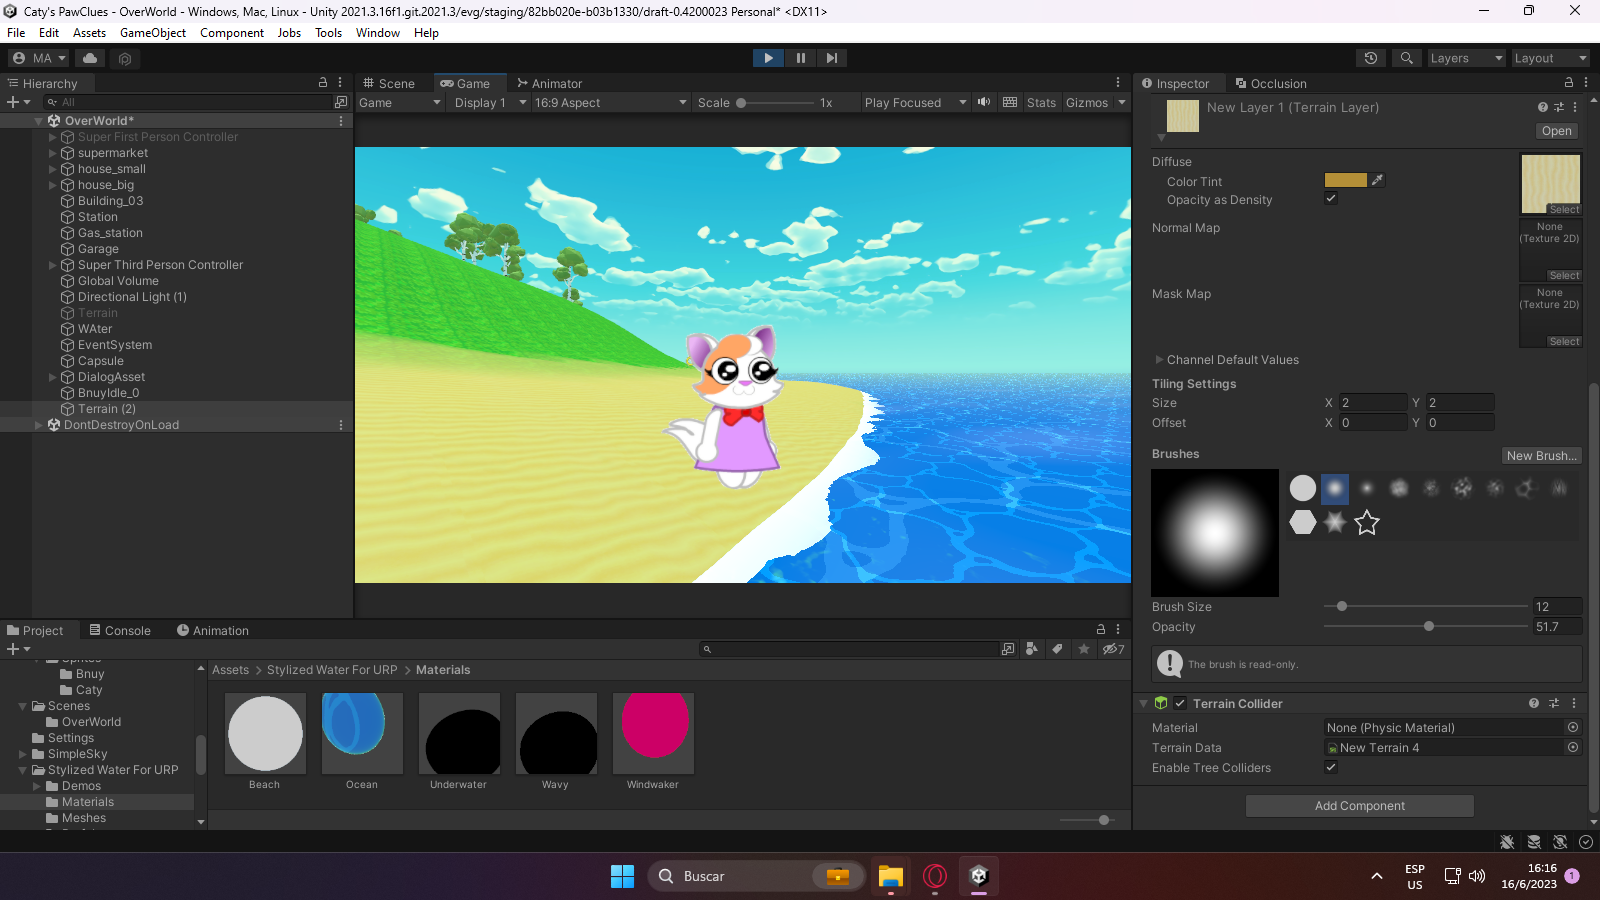 Caty's PawClues - OverWorld - Windows, Mac, Linux - Unity 2021.3.16f1.git.2021.3/evg/staging/82bb020e-b03b1330/draft-0.4200023 Personal* <DX11>
File Edit Assets GameObject Component Jobs Tools Window Help
MA
Layers
Layout
Hierarchy
All
OverWorld*
Super First Person Controller
supermarket
house_small
house_big
Building_03
Station
Gas_station
Garage
Super Third Person Controller
Global Volume
Directional Light (1)
Terrain
WAter
EventSystem
Capsule
DialogAsset
BnuyIdle_0
Terrain (2)
DontDestroyOnLoad
Scene Game Animator
Game Display 1 16:9 Aspect Scale 1x Play Focused Stats Gizmos
Inspector Occlusion
New Layer 1 (Terrain Layer)
Open
Diffuse
Color Tint
Opacity as Density
Select
Normal Map
None
(Texture 2D)
Select
Mask Map
None
(Texture 2D)
Select
Channel Default Values
Tiling Settings
Size X 2 Y 2
Offset X 0 Y 0
Brushes
New Brush...
Brush Size 12
Opacity 51.7
The brush is read-only.
Terrain Collider
Material None (Physic Material)
Terrain Data New Terrain 4
Enable Tree Colliders
Add Component
Project Console Animation
7
Bnuy
Caty
Scenes
OverWorld
Settings
SimpleSky
Stylized Water For URP
Demos
Materials
Meshes
Assets > Stylized Water For URP > Materials
Beach Ocean Underwater Wavy Windwaker
Buscar
ESP
US
16:16
16/6/2023
1